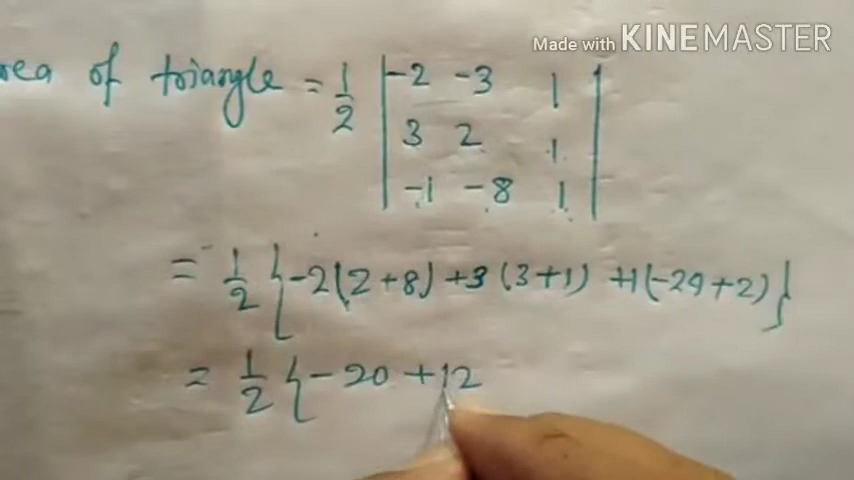 Made with KINEMASTER
rea of triangle = 1/2 | -2 -3 1
3 2 1
-1 -8 1 |
= 1/2 {-2(2+8) +3 (3+1) +1(-24+2)}
= 1/2 {-20 +12